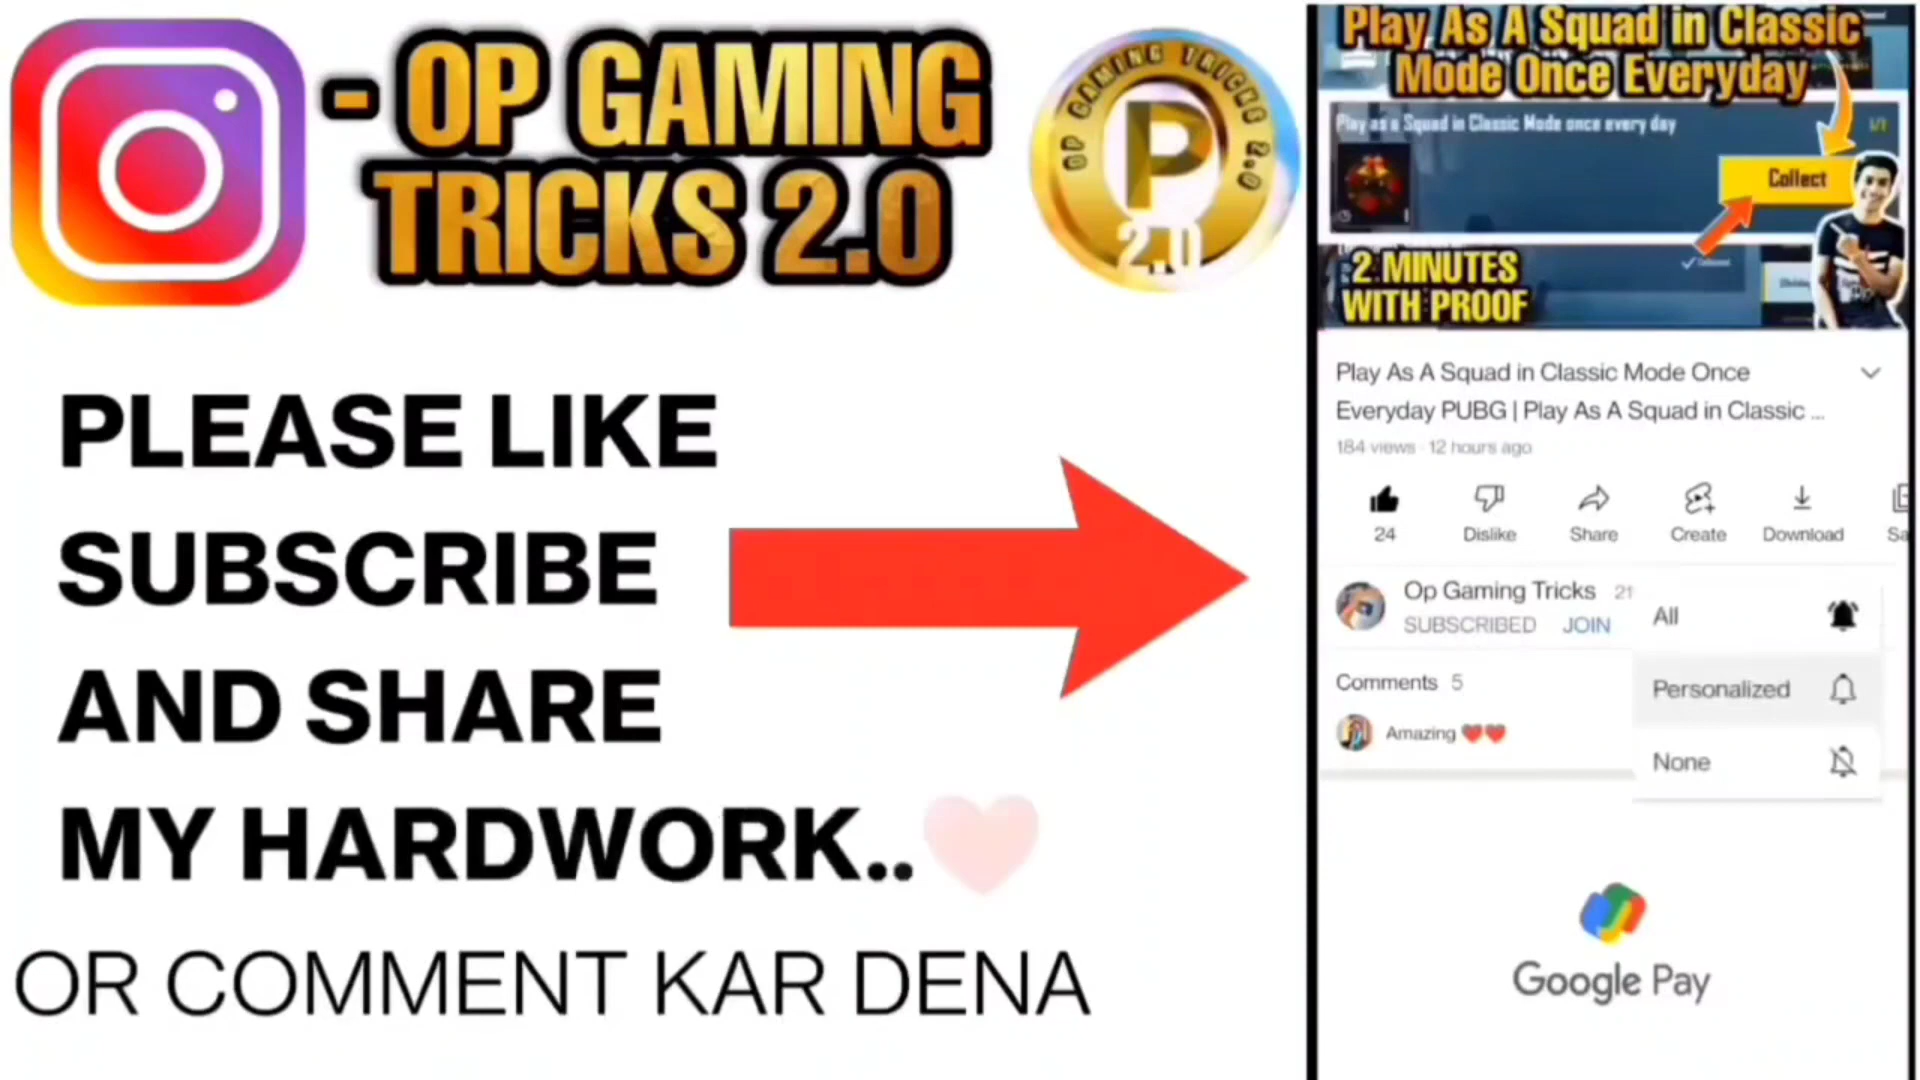 - OP GAMING
TRICKS 2.0
OP GAMING TRICKS 2.0
P
2.0
PLEASE LIKE
SUBSCRIBE
AND SHARE
MY HARDWORK..
OR COMMENT KAR DENA
Play As A Squad in Classic
Mode Once Everyday
Play as a Squad in Classic Mode once every day
1/1
Collect
2 MINUTES
WITH PROOF
Play As A Squad in Classic Mode Once
Everyday PUBG | Play As A Squad in Classic ...
184 views · 12 hours ago
24 Dislike Share Create Download Sa
Op Gaming Tricks
SUBSCRIBED JOIN
All
Comments 5
Personalized
Amazing ❤❤
None
Google Pay